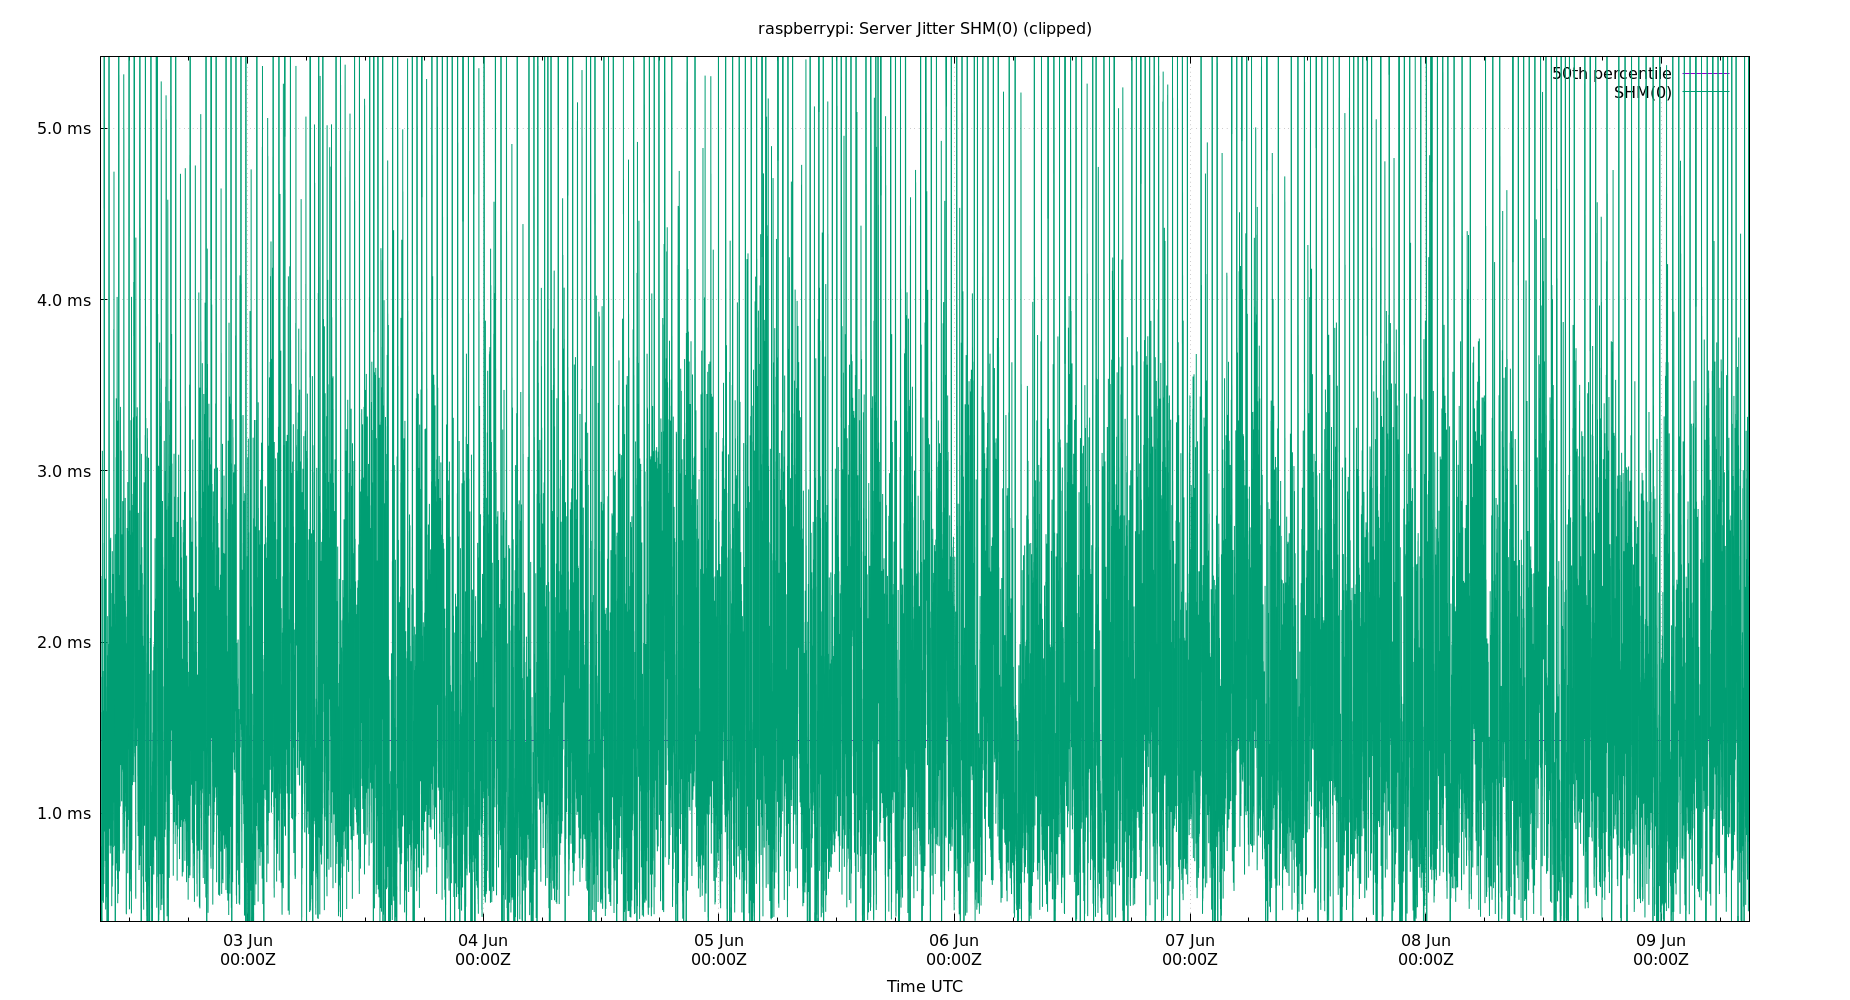 raspberrypi: Server Jitter SHM(0) (clipped)
50th percentile
SHM(0)
5.0 ms
4.0 ms
3.0 ms
2.0 ms
1.0 ms
03 Jun 04 Jun 05 Jun 06 Jun 07 Jun 08 Jun 09 Jun
00:00Z 00:00Z 00:00Z 00:00Z 00:00Z 00:00Z 00:00Z
Time UTC